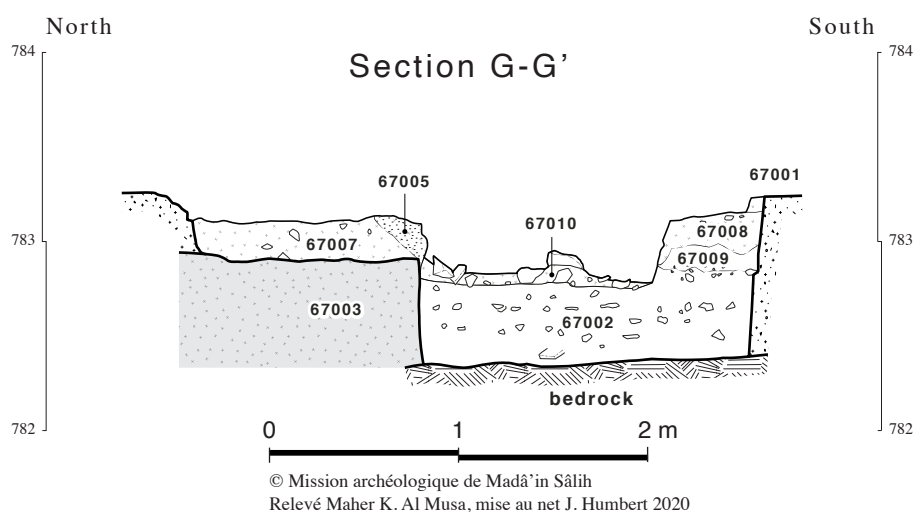 North South
784 784
Section G-G’
67001
67005
67010
67008
783 783
67007
67009
67003
67002
bedrock
782 782
0 1 2 m
© Mission archéologique de Madâ’in Sâlih
Relevé Maher K. Al Musa, mise au net J. Humbert 2020